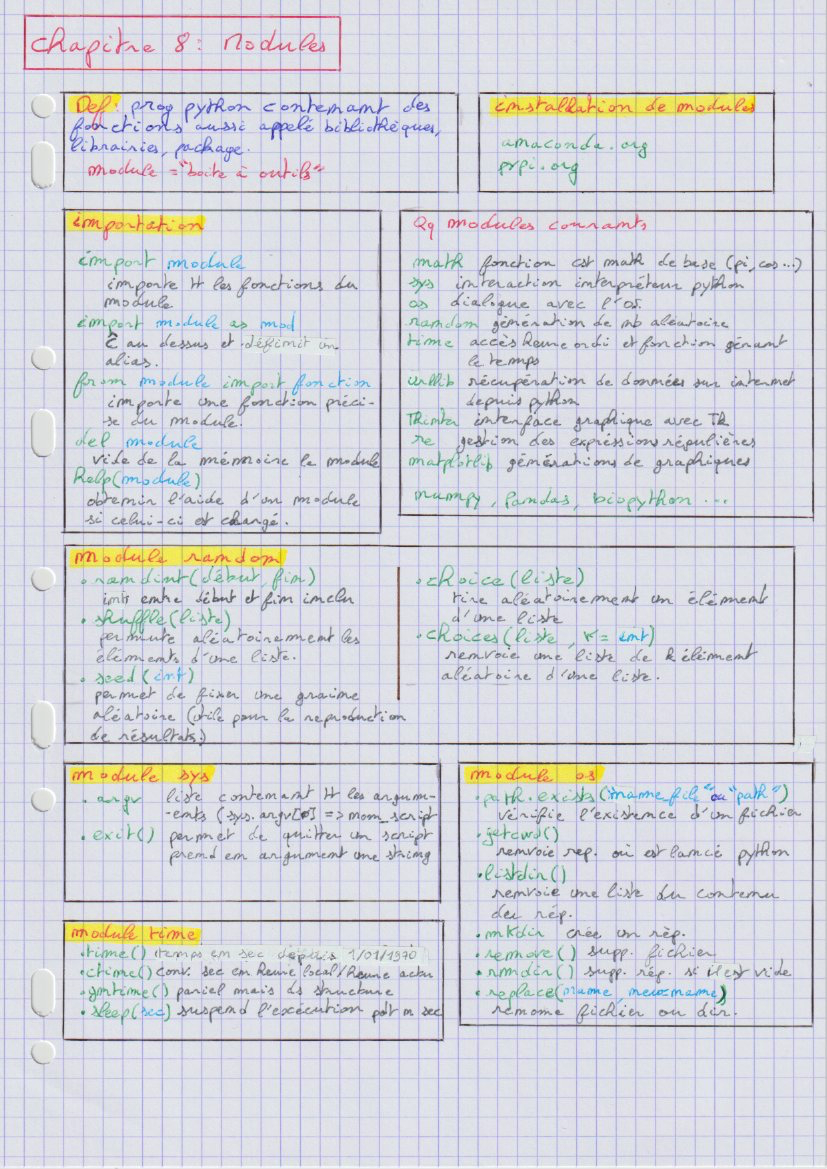 Chapitre 8 : Modules
Def : prog python contenant des
fonctions aussi appelé bibliothèques,
librairies, package.
module = "boite à outils"
installation de modules
anaconda.org
pypi.org
importation
import module
importe tt les fonctions du
module
import module as mod
c au dessus et définit un
alias.
from module import fonction
importe une fonction préci-
-se du module.
del module
vide de la mémoire le module
help(module)
obtenir l'aide d'un module
si celui-ci est chargé.
Qq modules courants
math fonction cst math de base (pi, cos...)
sys interaction interpréteur python
os dialogue avec l'OS.
random génération de nb aléatoire
time accès heure ordi et fonction gérant
le temps
urllib récupération de données sur internet
depuis python
Tkinter interface graphique avec Tk
re gestion des expressions régulières
matplotlib générations de graphiques
numpy, pandas, biopython ...
module random
• randint(début, fin)
ints entre début et fin inclu
• shuffle(liste)
permute aléatoirement les
éléments d'une liste.
• seed(int)
permet de fixer une graine
aléatoire (utile pour la reproduction
de résultats)
• choice(liste)
tire aléatoirement un élément
d'une liste
• choices(liste, k = int)
renvoie une liste de k élément
aléatoire d'une liste.
module sys
• argv liste contenant tt les argum-
-ents (sys.argv[0] => nom_script
• exit() permet de quitter un script
prend en argument une string
module os
• path.exists("name file" ou "path")
vérifie l'existence d'un fichier
• getcwd()
renvoie rep. où est lancé python
• listdir()
renvoie une liste du contenu
du rép.
• mkdir crée un rép.
• remove() supp. fichier
• rmdir() supp. rép. si il est vide
• replace(name, newname)
renome fichier ou dir.
module time
• time() temps en sec depuis 1/01/1970
• ctime() conv. sec en heure local/heure actu
• gmtime() pariel mais ds structure
• sleep(sec) suspend l'exécution pdt n sec